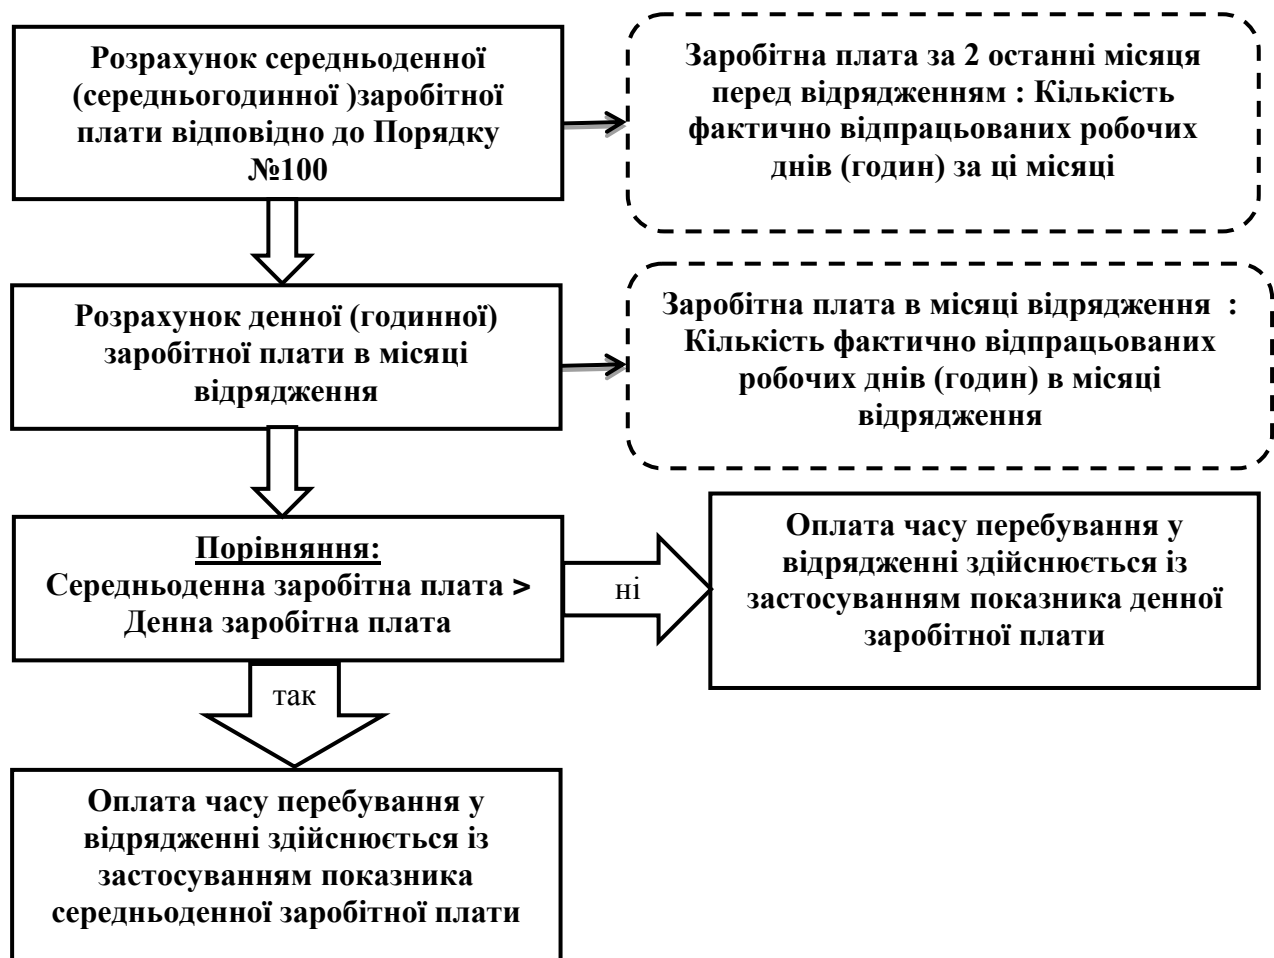 Розрахунок середньоденної
(середньогодинної )заробітної
плати відповідно до Порядку
№100
Заробітна плата за 2 останні місяця
перед відрядженням : Кількість
фактично відпрацьованих робочих
днів (годин) за ці місяці
Розрахунок денної (годинної)
заробітної плати в місяці
відрядження
Заробітна плата в місяці відрядження :
Кількість фактично відпрацьованих
робочих днів (годин) в місяці
відрядження
Порівняння:
Середньоденна заробітна плата >
Денна заробітна плата
ні
Оплата часу перебування у
відрядженні здійснюється із
застосуванням показника денної
заробітної плати
так
Оплата часу перебування у
відрядженні здійснюється із
застосуванням показника
середньоденної заробітної плати